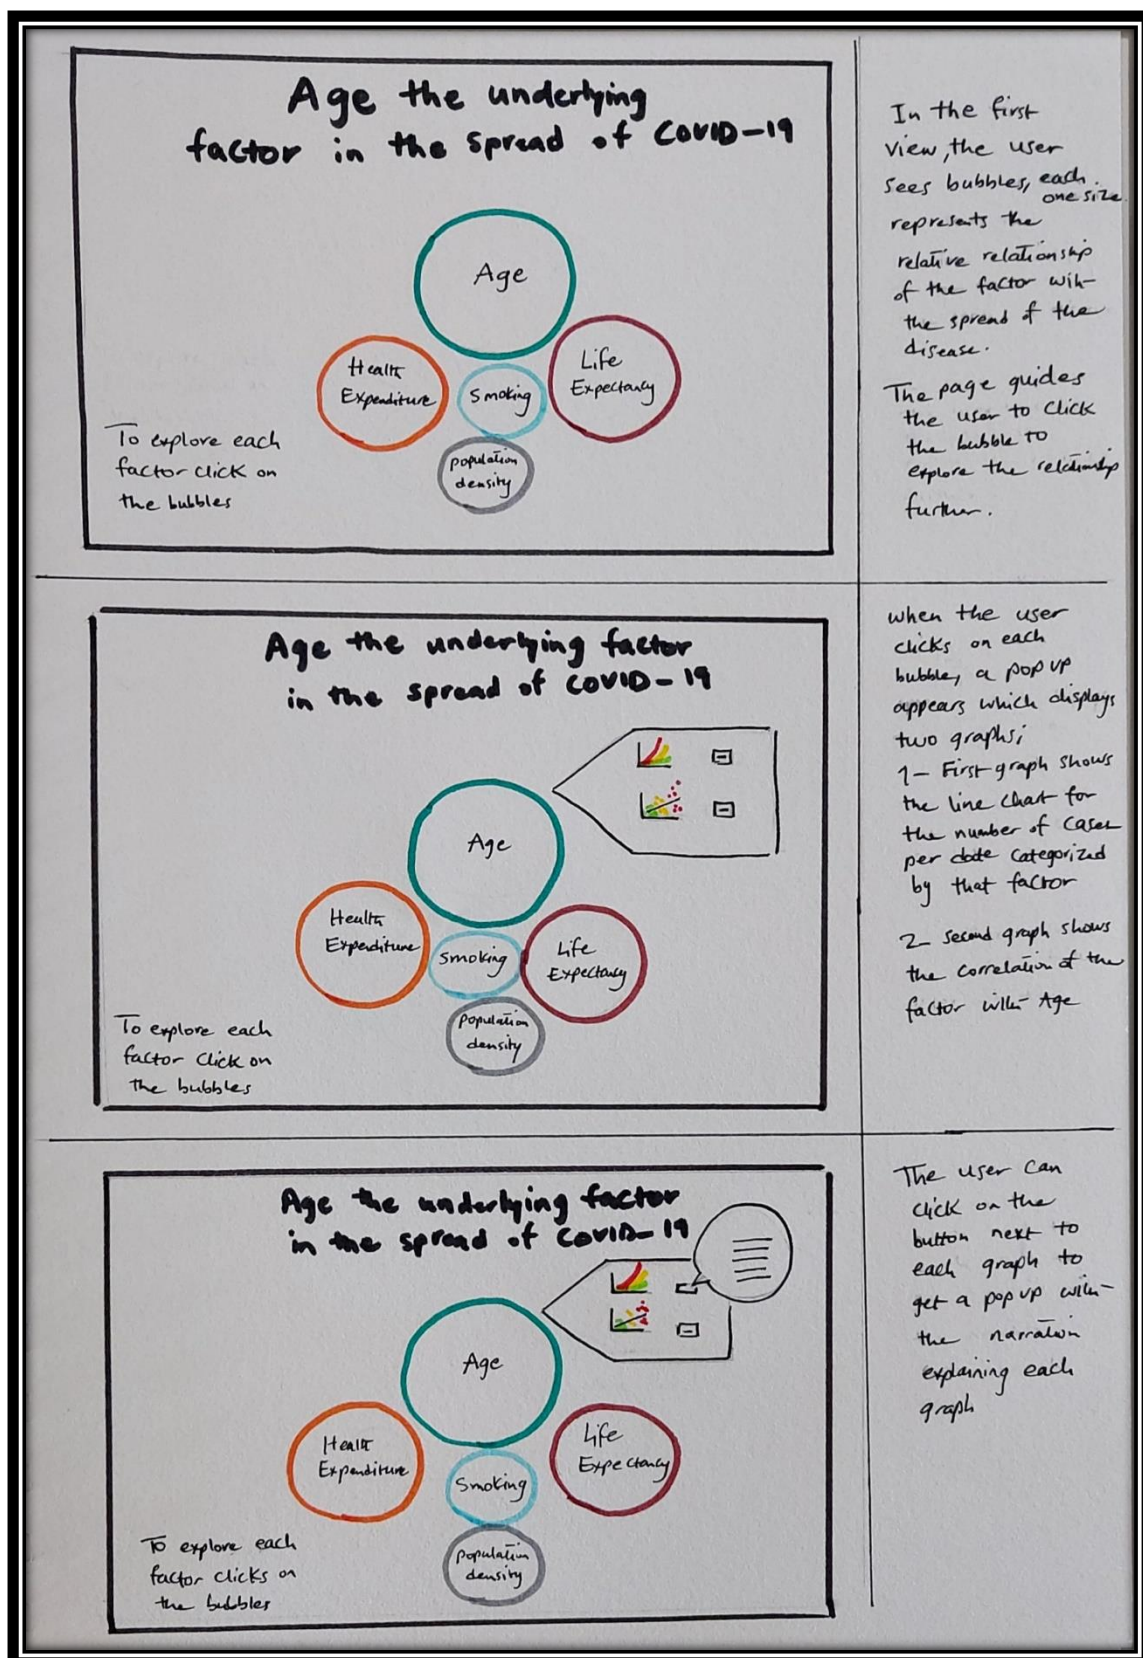 Age the underlying
factor in the spread of COVID-19
Age
Health
Expenditure
Smoking
Life
Expectancy
population
density
To explore each
factor click on
the bubbles
In the first
view, the user
sees bubbles, each
one size
represents the
relative relationship
of the factor with
the spread of the
disease.
The page guides
the user to click
the bubble to
explore the relationship
further.
Age the underlying factor
in the spread of COVID-19
Age
Health
Expenditure
Smoking
Life
Expectancy
population
density
To explore each
factor click on
the bubbles
when the user
clicks on each
bubble, a pop up
appears which displays
two graphs;
1- First graph shows
the line chart for
the number of cases
per date categorized
by that factor
2- second graph shows
the correlation of the
factor with Age
Age the underlying factor
in the spread of COVID-19
Age
Health
Expenditure
Smoking
Life
Expectancy
population
density
To explore each
factor clicks on
the bubbles
The user can
click on the
button next to
each graph to
get a pop up with
the narration
explaining each
graph